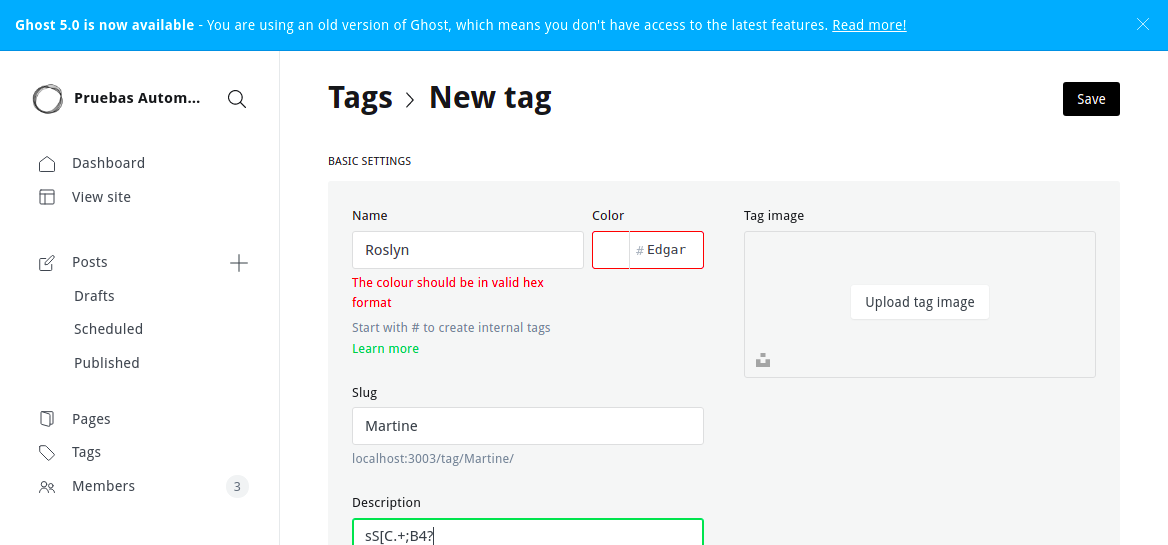 Ghost 5.0 is now available - You are using an old version of Ghost, which means you don't have access to the latest features. Read more!
Pruebas Autom...
Dashboard
View site
Posts
Drafts
Scheduled
Published
Pages
Tags
Members 3
Tags > New tag
Save
BASIC SETTINGS
Name
Roslyn
Color
# Edgar
The colour should be in valid hex
format
Start with # to create internal tags
Learn more
Slug
Martine
localhost:3003/tag/Martine/
Description
sS[C.+;B4?
Tag image
Upload tag image